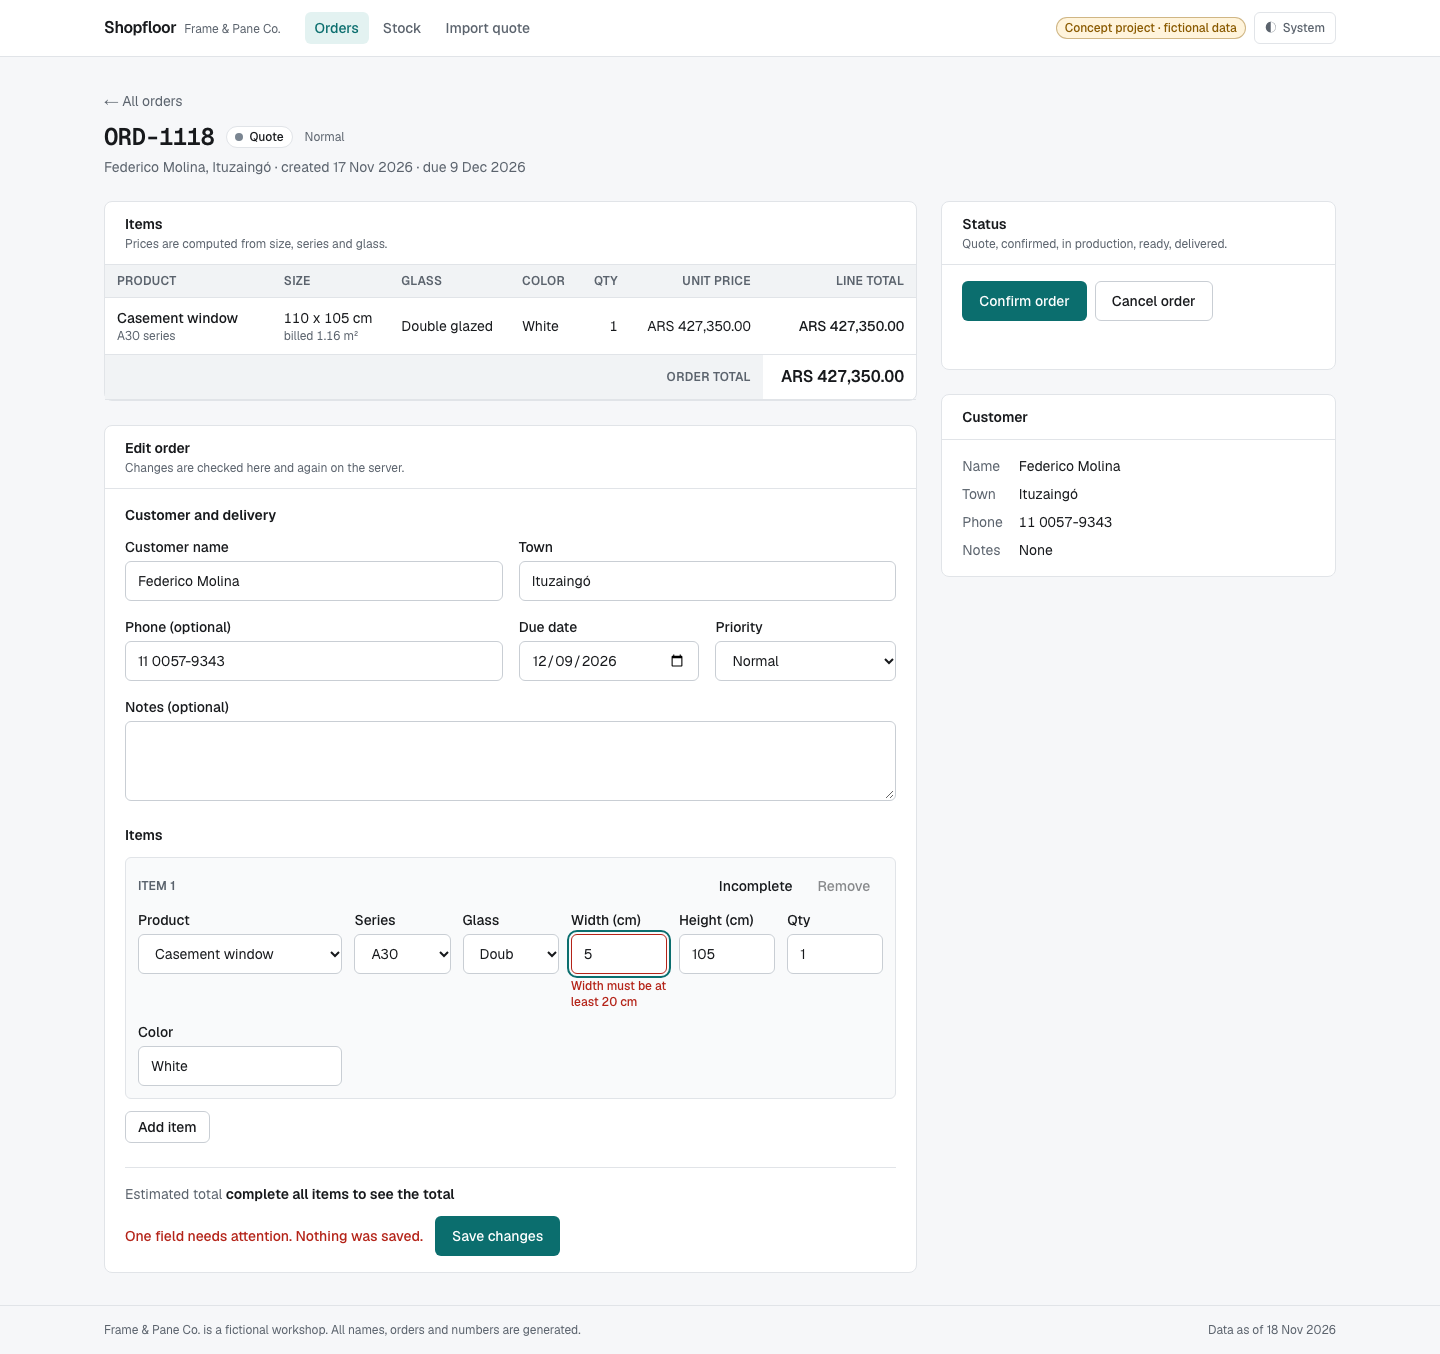 Shopfloor Frame & Pane Co. Orders Stock Import quote Concept project · fictional data System
← All orders
ORD-1118 Quote Normal
Federico Molina, Ituzaingó · created 17 Nov 2026 · due 9 Dec 2026
Items
Prices are computed from size, series and glass.
PRODUCT SIZE GLASS COLOR QTY UNIT PRICE LINE TOTAL
Casement window 110 x 105 cm Double glazed White 1 ARS 427,350.00 ARS 427,350.00
A30 series billed 1.16 m²
ORDER TOTAL ARS 427,350.00
Status
Quote, confirmed, in production, ready, delivered.
Confirm order Cancel order
Customer
Name Federico Molina
Town Ituzaingó
Phone 11 0057-9343
Notes None
Edit order
Changes are checked here and again on the server.
Customer and delivery
Customer name Town
Federico Molina Ituzaingó
Phone (optional) Due date Priority
11 0057-9343 12/09/2026 Normal
Notes (optional)
Items
ITEM 1 Incomplete Remove
Product Series Glass Width (cm) Height (cm) Qty
Casement window A30 Doub 5 105 1
Width must be at
least 20 cm
Color
White
Add item
Estimated total complete all items to see the total
One field needs attention. Nothing was saved. Save changes
Frame & Pane Co. is a fictional workshop. All names, orders and numbers are generated. Data as of 18 Nov 2026